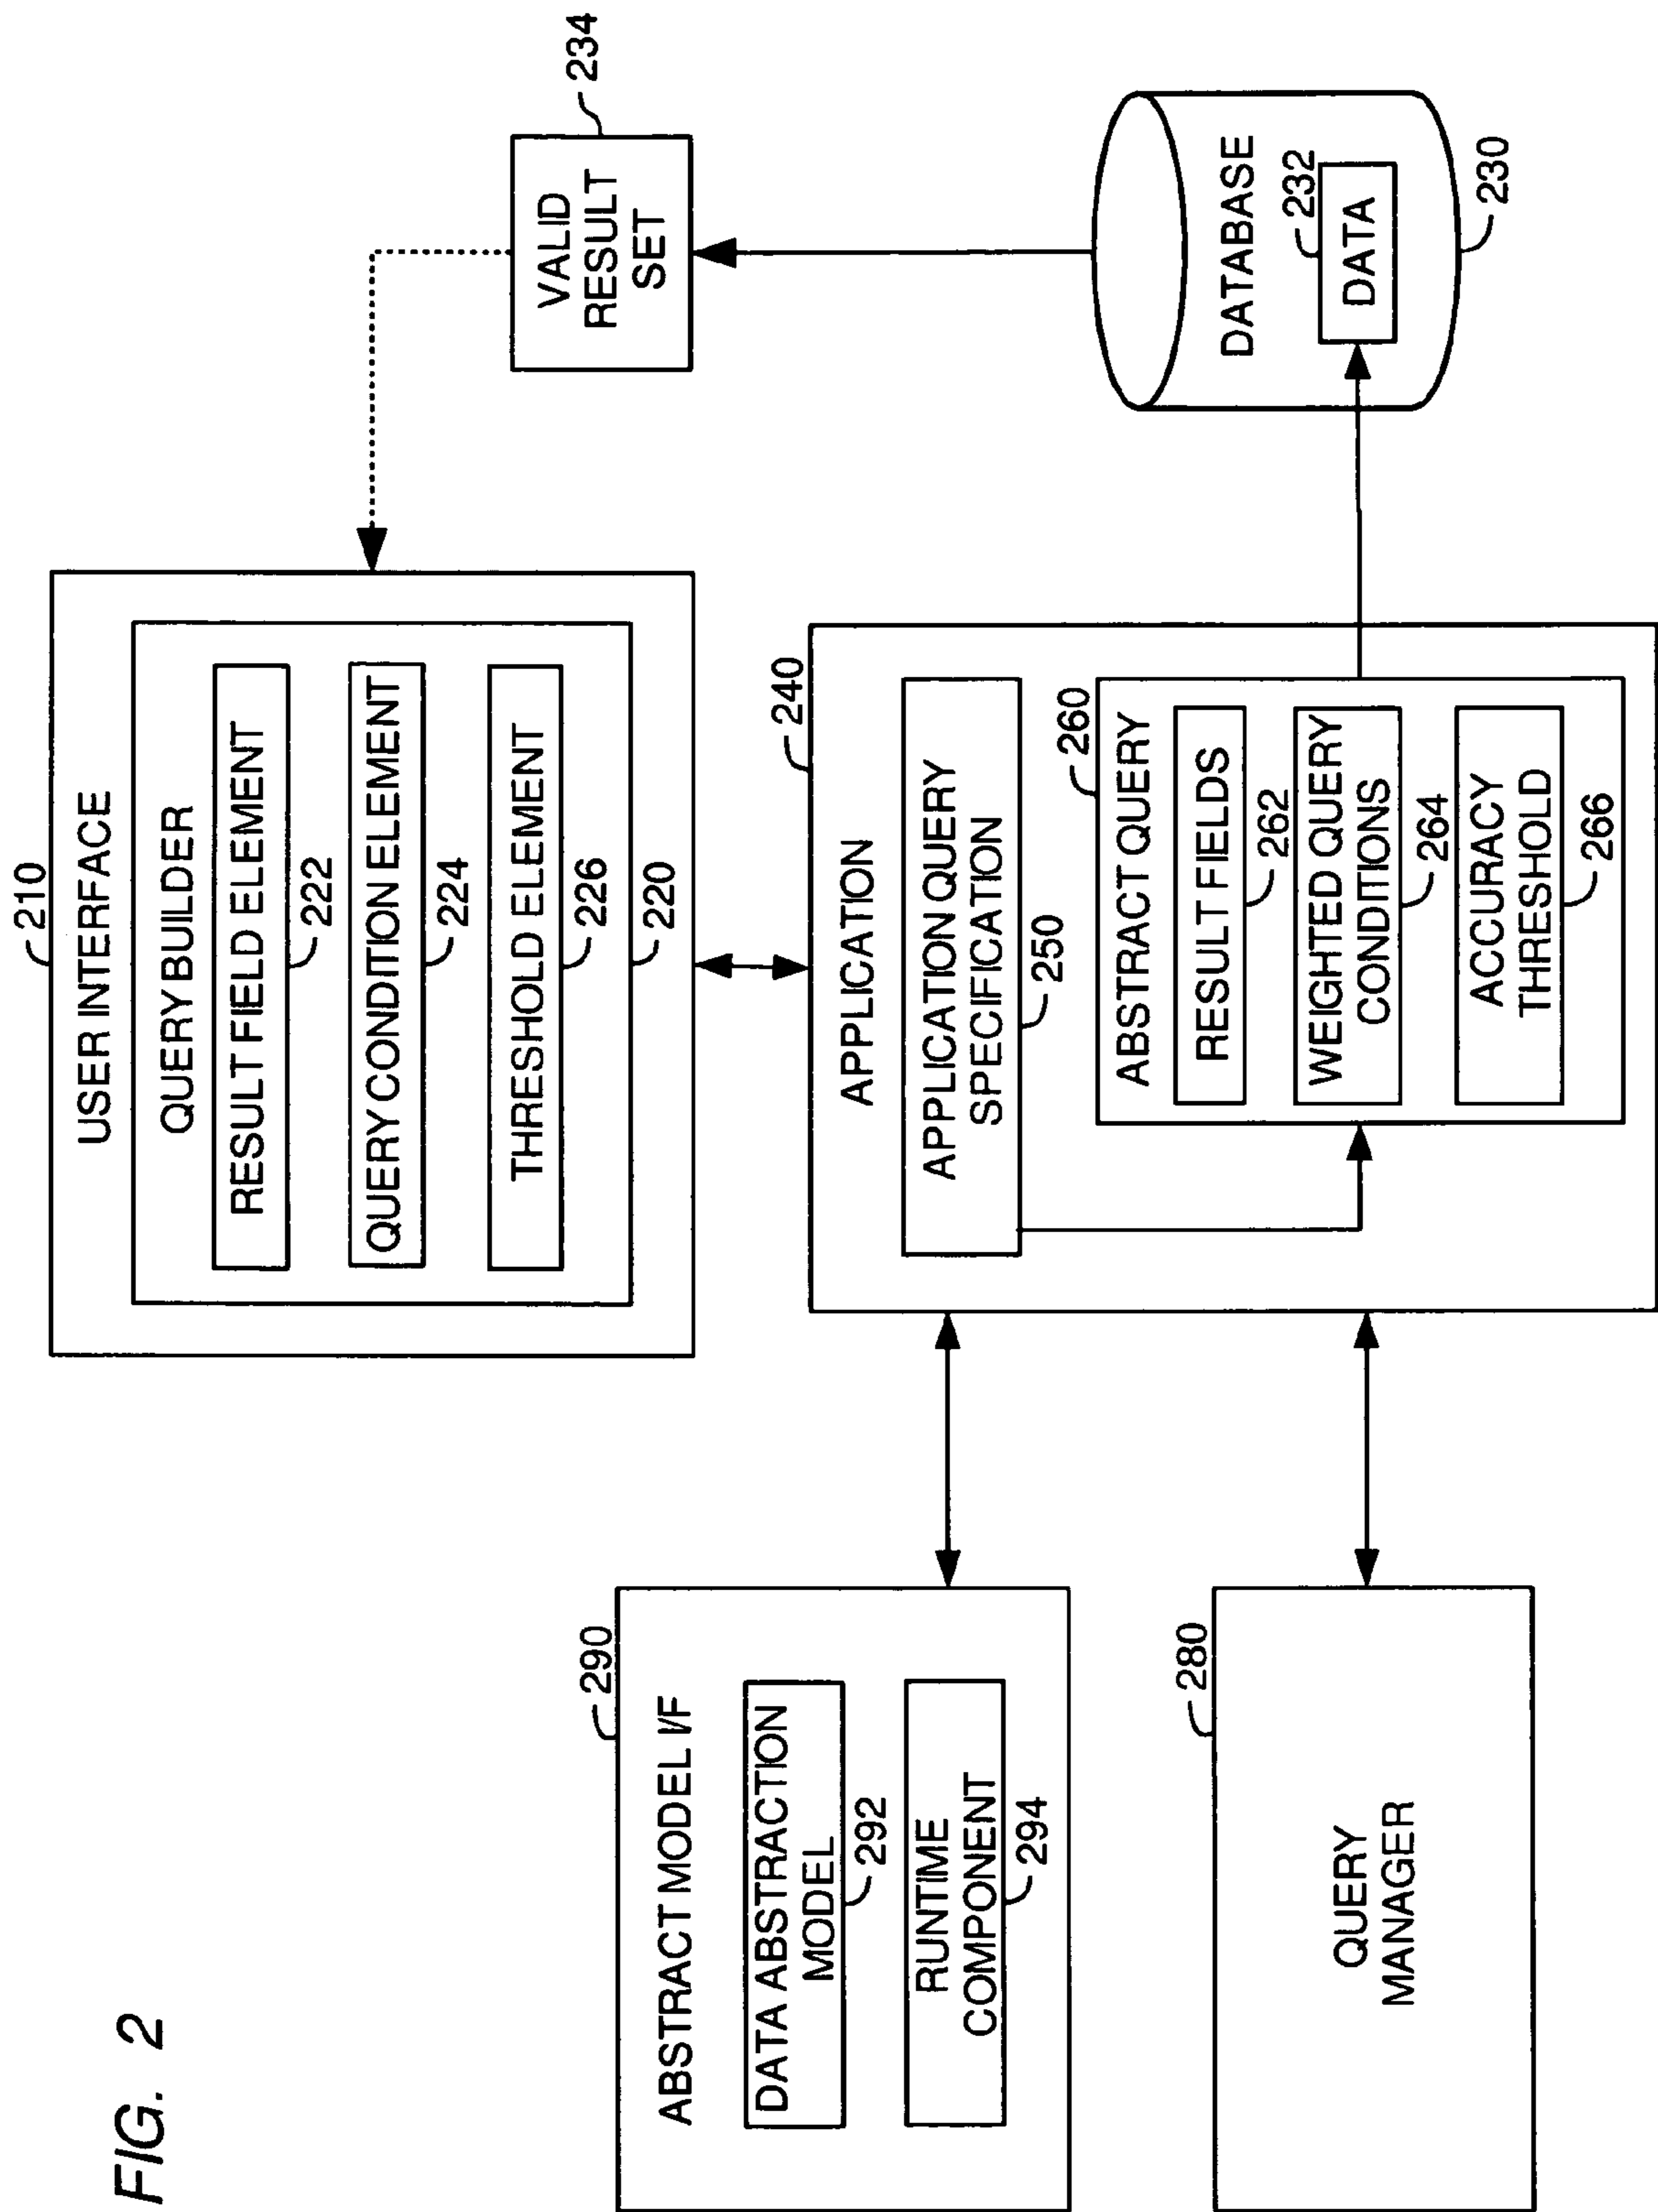 FIG. 2
210
USER INTERFACE
QUERY BUILDER
RESULT FIELD ELEMENT
222
QUERY CONDITION ELEMENT
224
THRESHOLD ELEMENT
226
220
VALID
RESULT
SET
234
290
ABSTRACT MODEL I/F
DATA ABSTRACTION
MODEL
292
RUNTIME
COMPONENT
294
240
APPLICATION
APPLICATION QUERY
SPECIFICATION
250
260
ABSTRACT QUERY
RESULT FIELDS
262
WEIGHTED QUERY
CONDITIONS
264
ACCURACY
THRESHOLD
266
DATABASE
232
DATA
230
280
QUERY
MANAGER